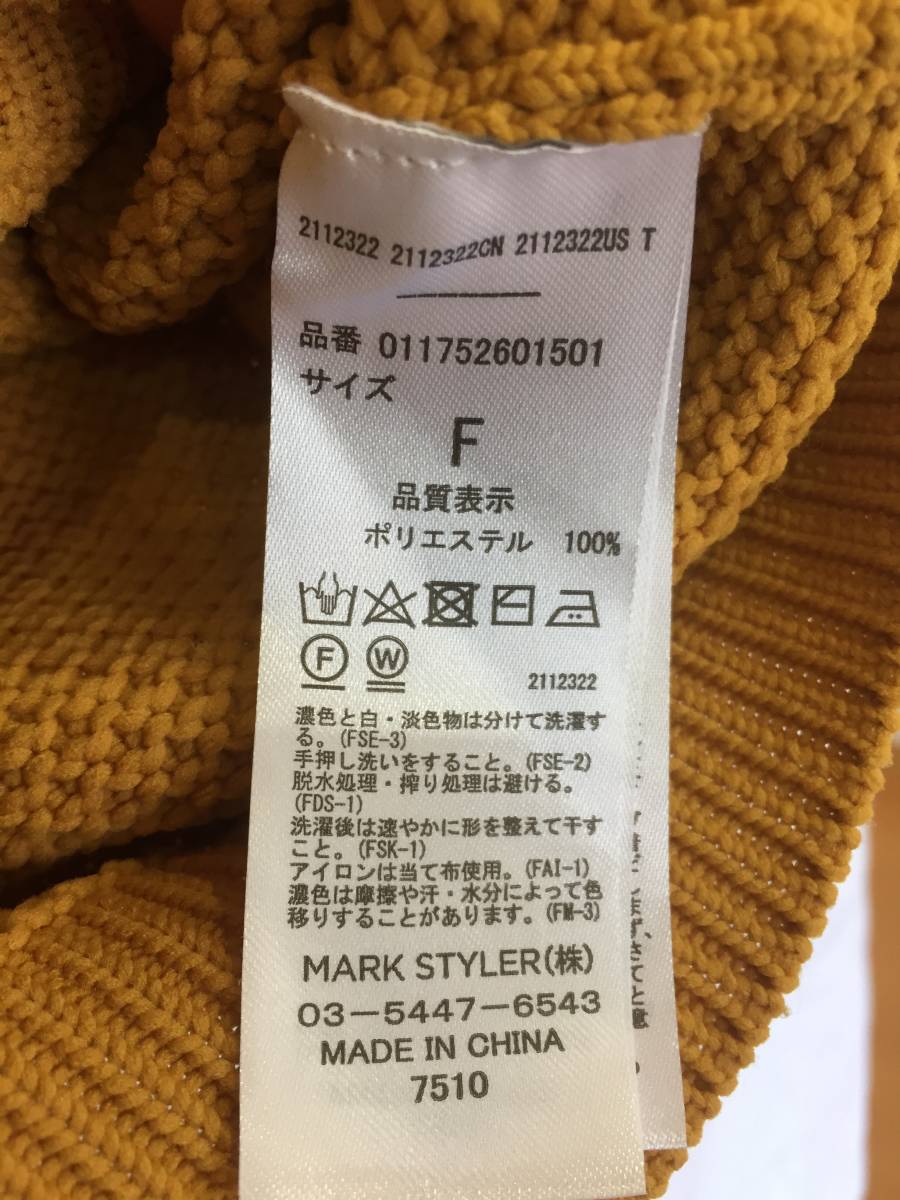 2112322 2112322CN 2112322US T
品番 011752601501
サイズ
F
品質表示
ポリエステル 100%
F W
2112322
濃色と白・淡色物は分けて洗濯す
る。(FSE-3)
手押し洗いをすること。(FSE-2)
脱水処理・搾り処理は避ける。
(FDS-1)
洗濯後は速やかに形を整えて干す
こと。(FSK-1)
アイロンは当て布使用。(FAI-1)
濃色は摩擦や汗・水分によって色
移りすることがあります。(FM-3)
MARK STYLER(株)
03-5447-6543
MADE IN CHINA
7510